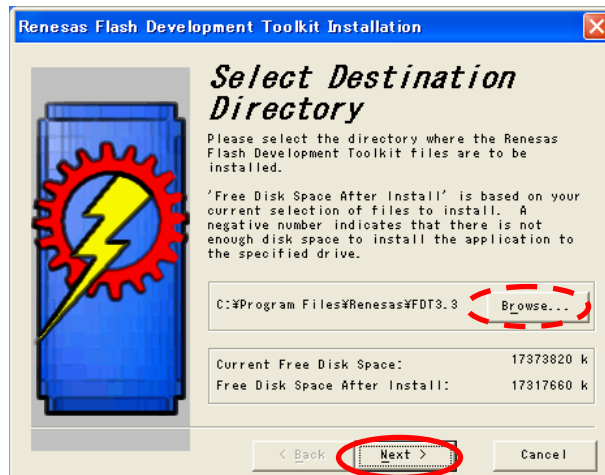 Renesas Flash Development Toolkit Installation
Select Destination
Directory
Please select the directory where the Renesas
Flash Development Toolkit files are to be
installed.
'Free Disk Space After Install' is based on your
current selection of files to install.  A
negative number indicates that there is not
enough disk space to install the application to
the specified drive.
C:¥Program Files¥Renesas¥FDT3.3 Browse...
Current Free Disk Space: 17373820 k
Free Disk Space After Install: 17317660 k
< Back Next > Cancel